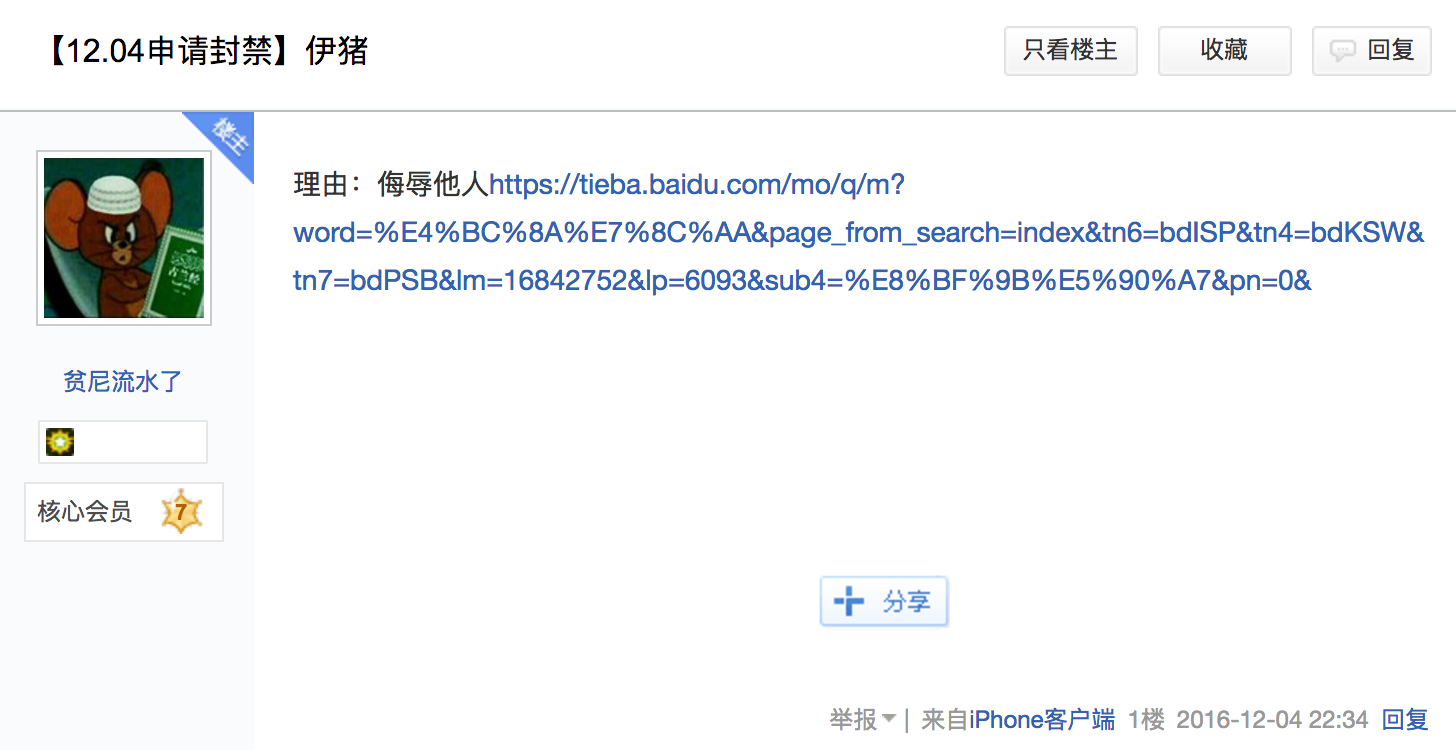 【12.04申请封禁】伊猪
只看楼主
收藏
回复
楼主
理由：侮辱他人https://tieba.baidu.com/mo/q/m?
word=%E4%BC%8A%E7%8C%AA&page_from_search=index&tn6=bdISP&tn4=bdKSW&
tn7=bdPSB&lm=16842752&lp=6093&sub4=%E8%BF%9B%E5%90%A7&pn=0&
古兰经
贫尼流水了
核心会员 7
分享
举报 | 来自iPhone客户端 1楼 2016-12-04 22:34 回复